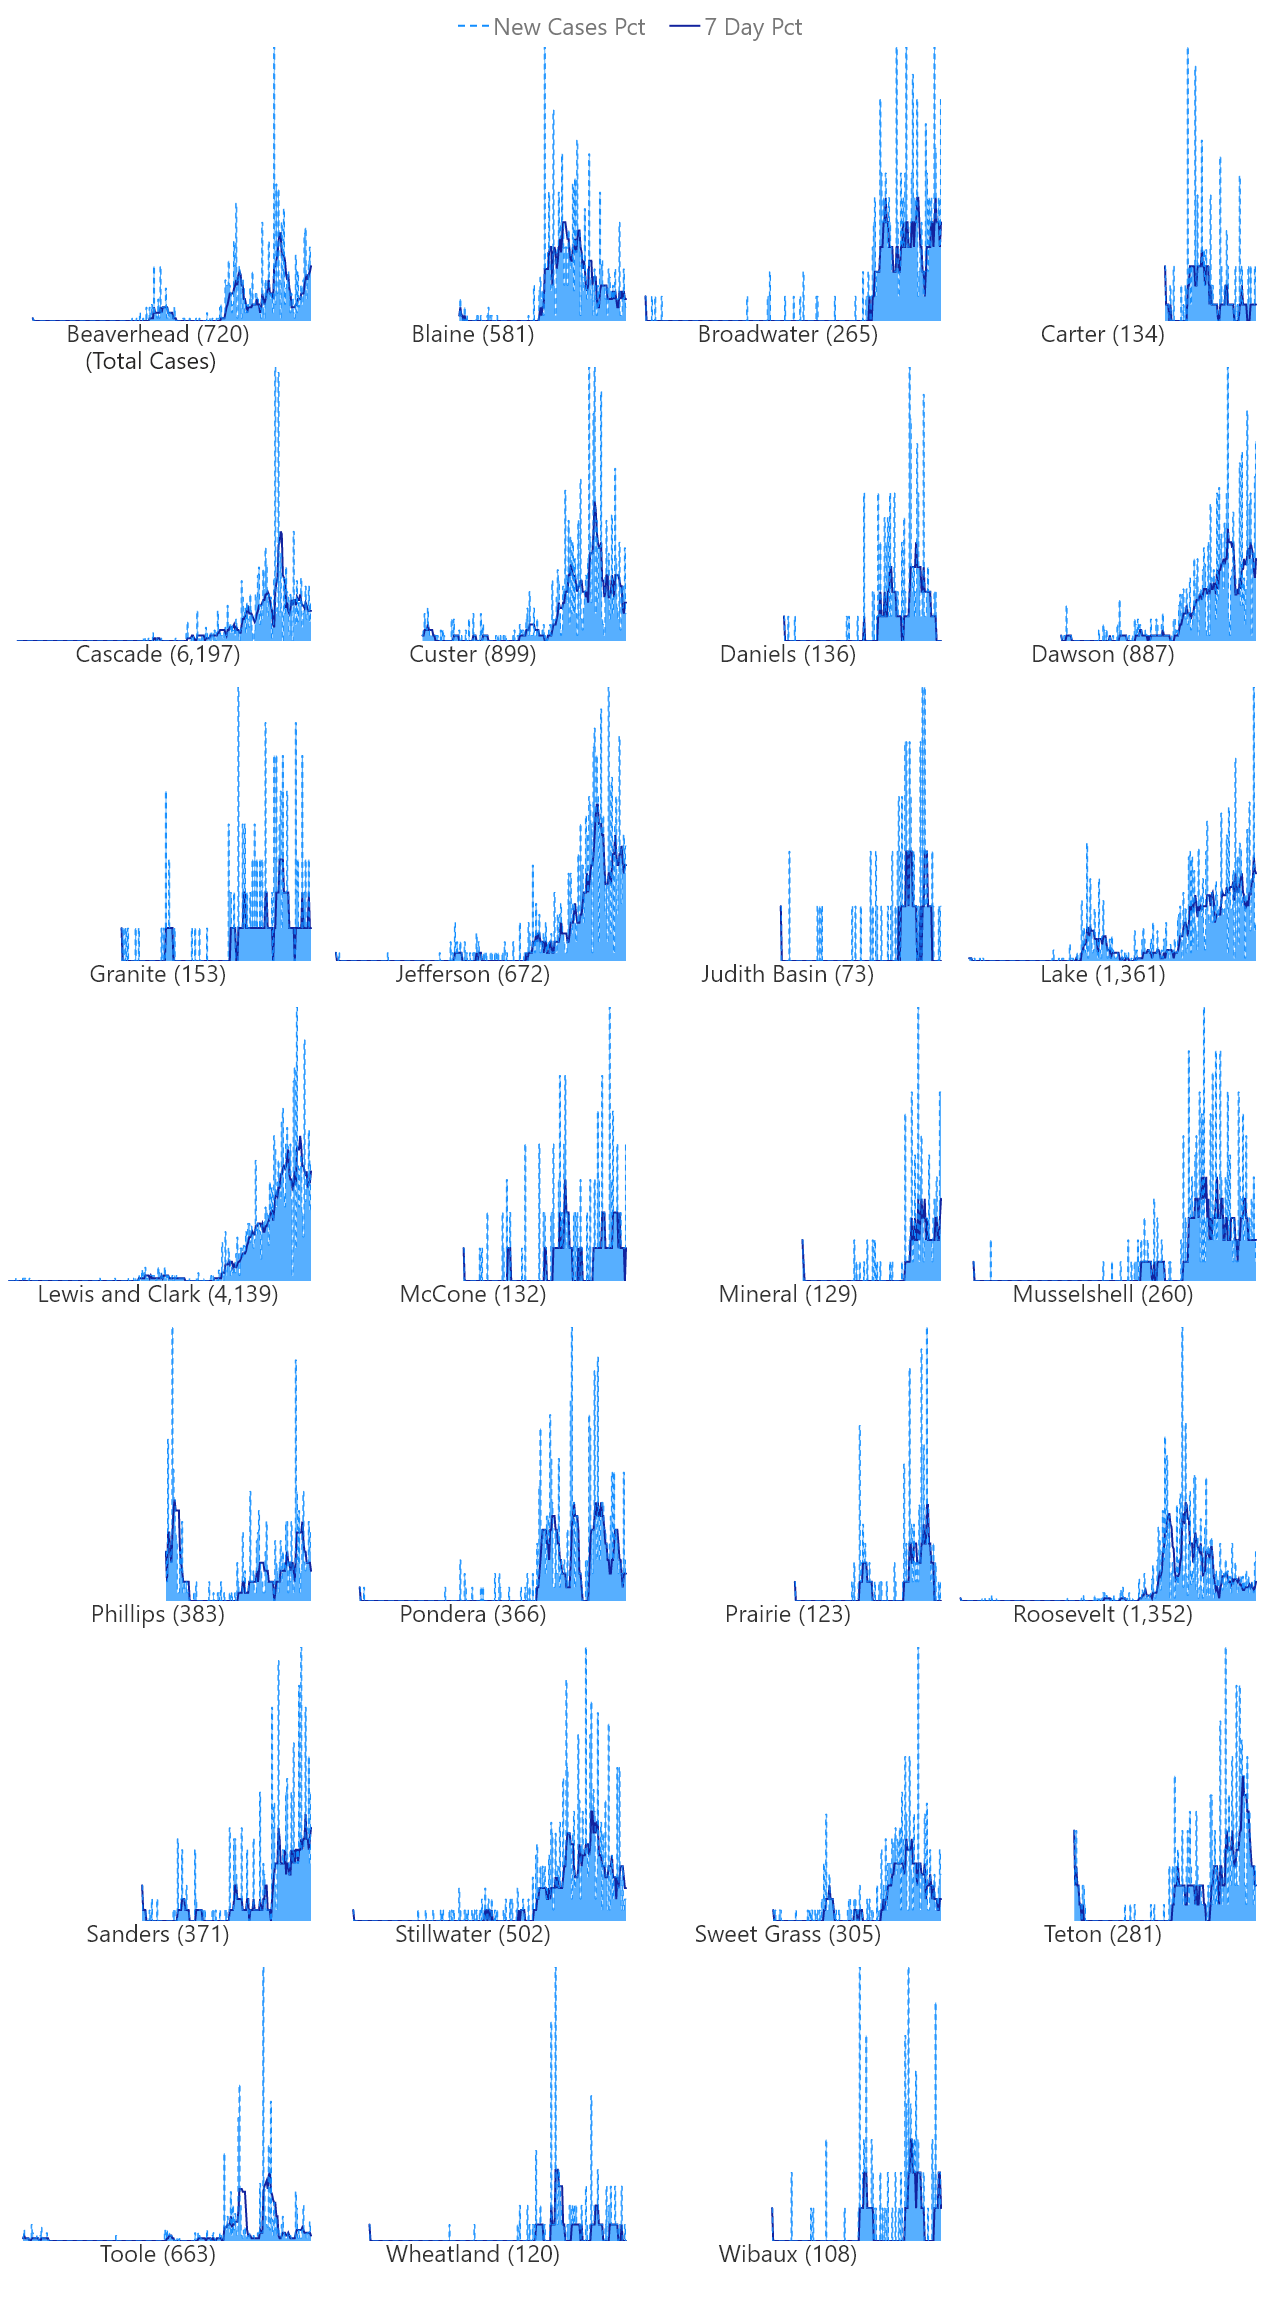 New Cases Pct 7 Day Pct
Beaverhead (720)
(Total Cases)
Blaine (581)
Broadwater (265)
Carter (134)
Cascade (6,197)
Custer (899)
Daniels (136)
Dawson (887)
Granite (153)
Jefferson (672)
Judith Basin (73)
Lake (1,361)
Lewis and Clark (4,139)
McCone (132)
Mineral (129)
Musselshell (260)
Phillips (383)
Pondera (366)
Prairie (123)
Roosevelt (1,352)
Sanders (371)
Stillwater (502)
Sweet Grass (305)
Teton (281)
Toole (663)
Wheatland (120)
Wibaux (108)